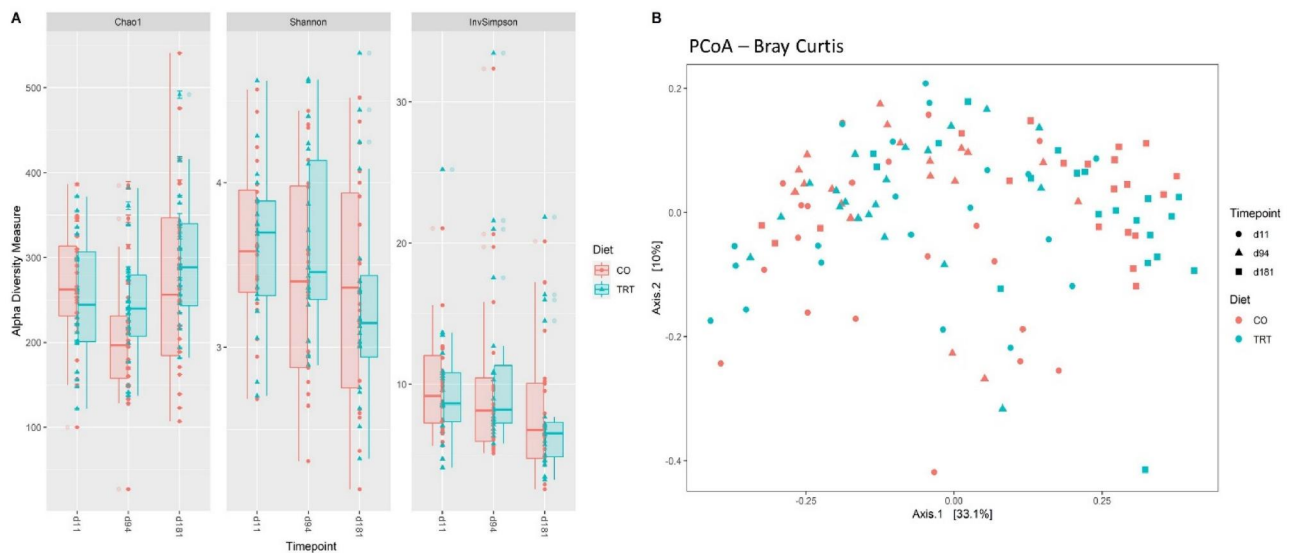 A
Chao1
Shannon
InvSimpson
Alpha Diversity Measure
500
400
300
200
100
4
3
30
20
10
d11
d94
d181
d11
d94
d181
d11
d94
d181
Timepoint
Diet
CO
TRT
B
PCoA – Bray Curtis
Axis.2 [10%]
0.2
0.0
-0.2
-0.4
-0.25
0.00
0.25
Axis.1 [33.1%]
Timepoint
d11
d94
d181
Diet
CO
TRT